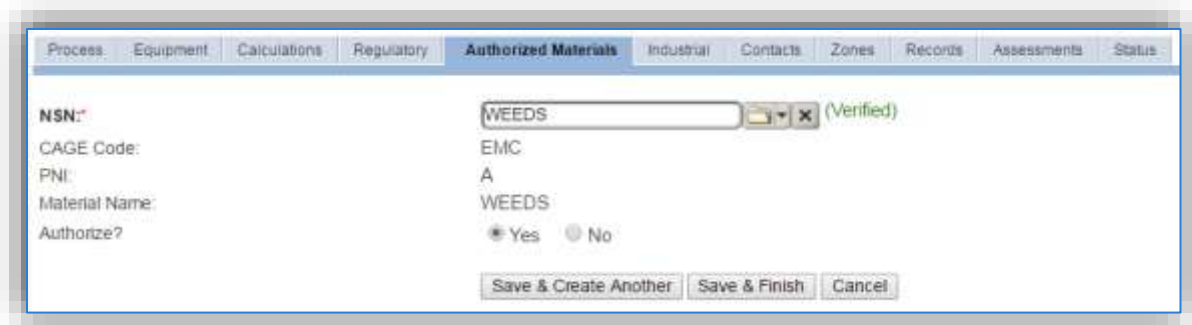 Process Equipment Calculations Regulatory Authorized Materials Industrial Contacts Zones Records Assessments Status
NSN:* WEEDS (Verified)
CAGE Code: EMC
PNI: A
Material Name: WEEDS
Authorize? Yes No
Save & Create Another Save & Finish Cancel